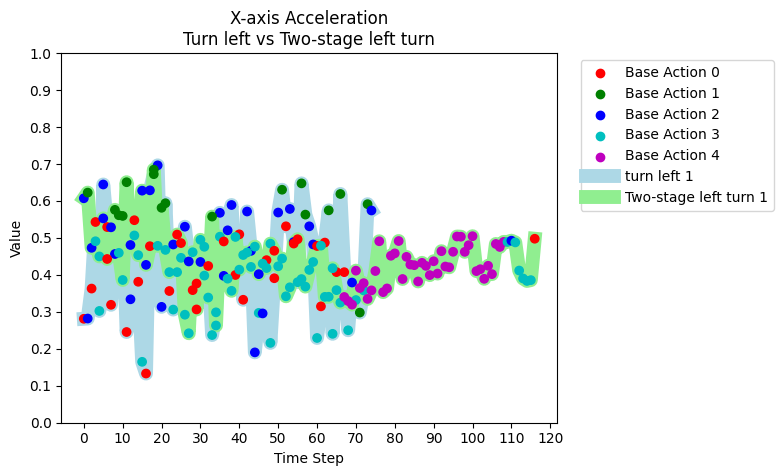 X-axis Acceleration
Turn left vs Two-stage left turn
1.0
0.9
0.8
0.7
0.6
0.5
0.4
0.3
0.2
0.1
0.0
Value
0 10 20 30 40 50 60 70 80 90 100 110 120
Time Step
Base Action 0
Base Action 1
Base Action 2
Base Action 3
Base Action 4
turn left 1
Two-stage left turn 1